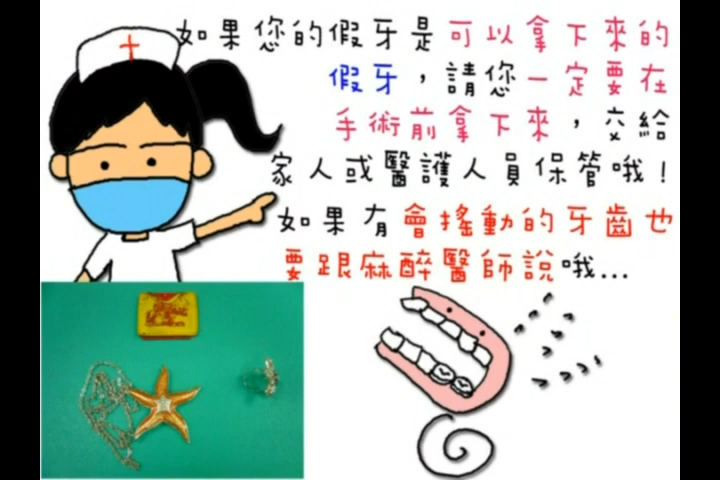 如果您的假牙是可以拿下來的
假牙，請您一定要在
手術前拿下來，交給
家人或醫護人員保管哦！
如果有會搖動的牙齒也
要跟麻醉醫師說哦...